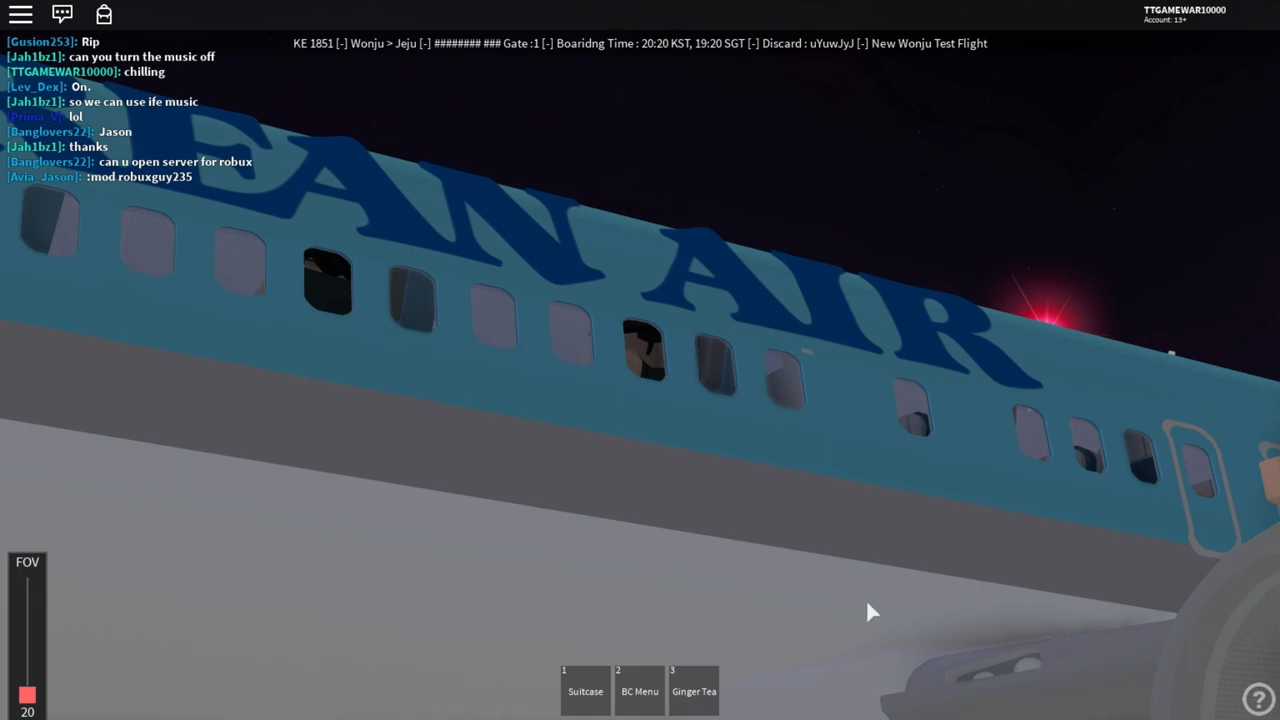 TTGAMEWAR10000
Account: 13+
KE 1851 [-] Wonju > Jeju [-] ######## ### Gate :1 [-] Boaridng Time : 20:20 KST, 19:20 SGT [-] Discard : uYuwJyJ [-] New Wonju Test Flight
[Gusion253]: Rip
[Jah1bz1]: can you turn the music off
[TTGAMEWAR10000]: chilling
[Lev_Dex]: On.
[Jah1bz1]: so we can use ife music
[Prima_V]: lol
[Banglovers22]: Jason
[Jah1bz1]: thanks
[Banglovers22]: can u open server for robux
[Avia_Jason]: :mod robuxguy235
EAN AIR
FOV
20
1
Suitcase
2
BC Menu
3
Ginger Tea
?